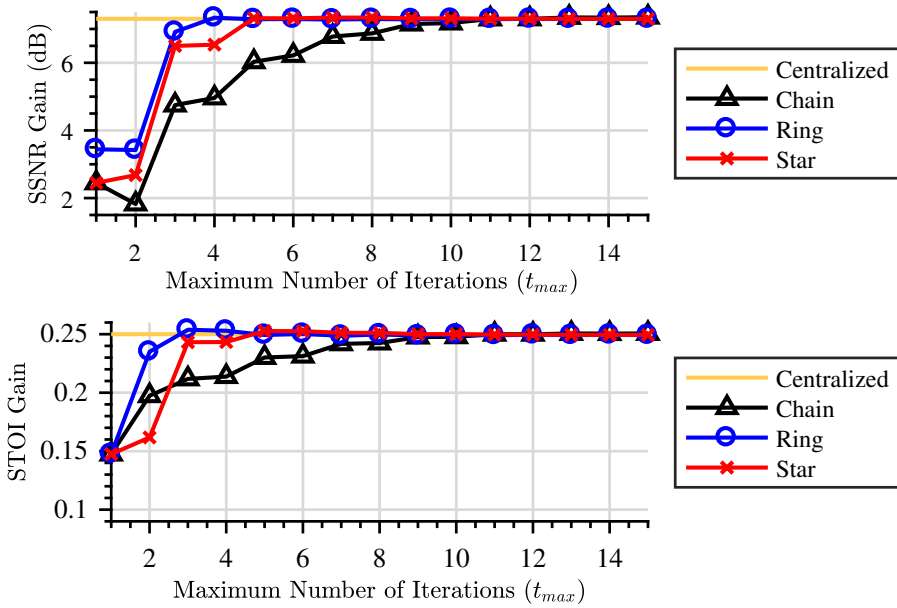 SSNR Gain (dB)
6
4
2
2 4 6 8 10 12 14
Maximum Number of Iterations (t_max)
Centralized
Chain
Ring
Star
STOI Gain
0.25
0.2
0.15
0.1
2 4 6 8 10 12 14
Maximum Number of Iterations (t_max)
Centralized
Chain
Ring
Star